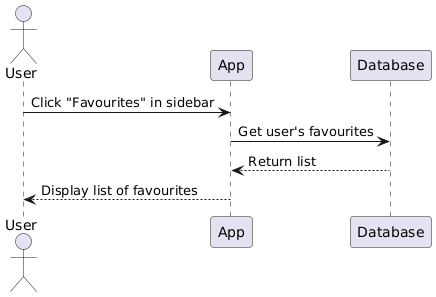 User
App
Database
Click "Favourites" in sidebar
Get user's favourites
Return list
Display list of favourites
User
App
Database